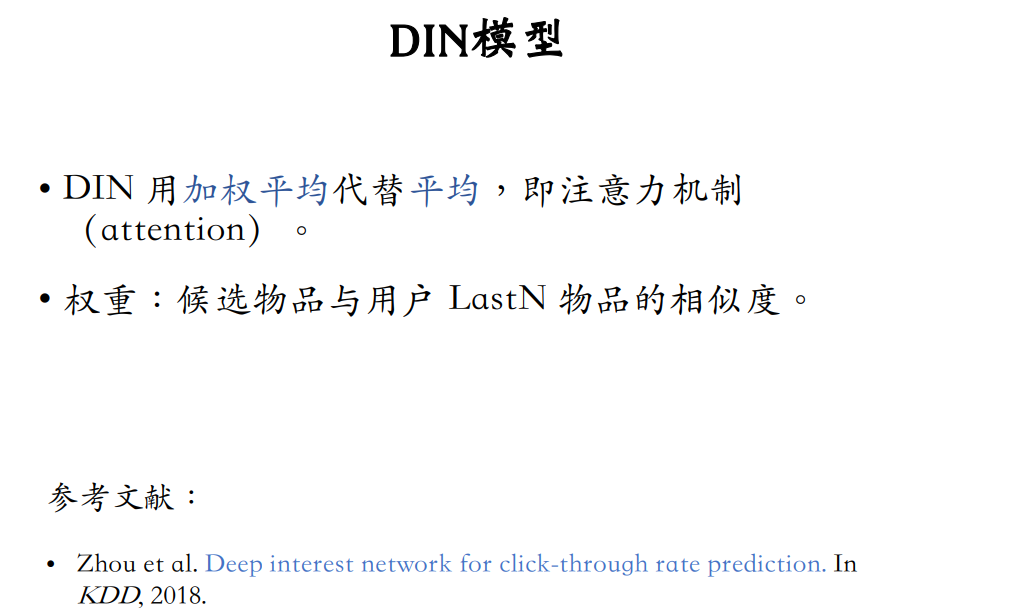 DIN模型
• DIN 用加权平均代替平均，即注意力机制
（attention）。
• 权重：候选物品与用户 LastN 物品的相似度。
参考文献：
• Zhou et al. Deep interest network for click-through rate prediction. In
KDD, 2018.